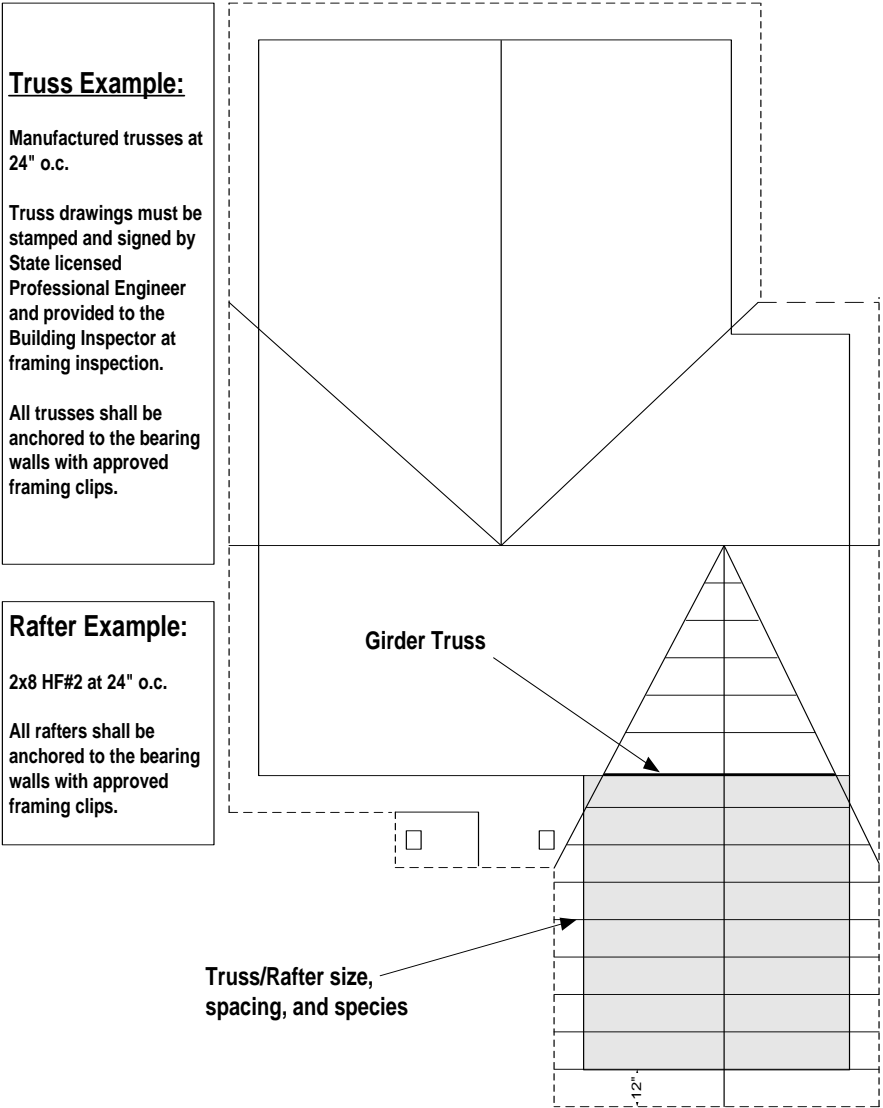 Truss Example:
Manufactured trusses at
24" o.c.
Truss drawings must be
stamped and signed by
State licensed
Professional Engineer
and provided to the
Building Inspector at
framing inspection.
All trusses shall be
anchored to the bearing
walls with approved
framing clips.
Rafter Example:
2x8 HF#2 at 24" o.c.
All rafters shall be
anchored to the bearing
walls with approved
framing clips.
Girder Truss
Truss/Rafter size,
spacing, and species
12"